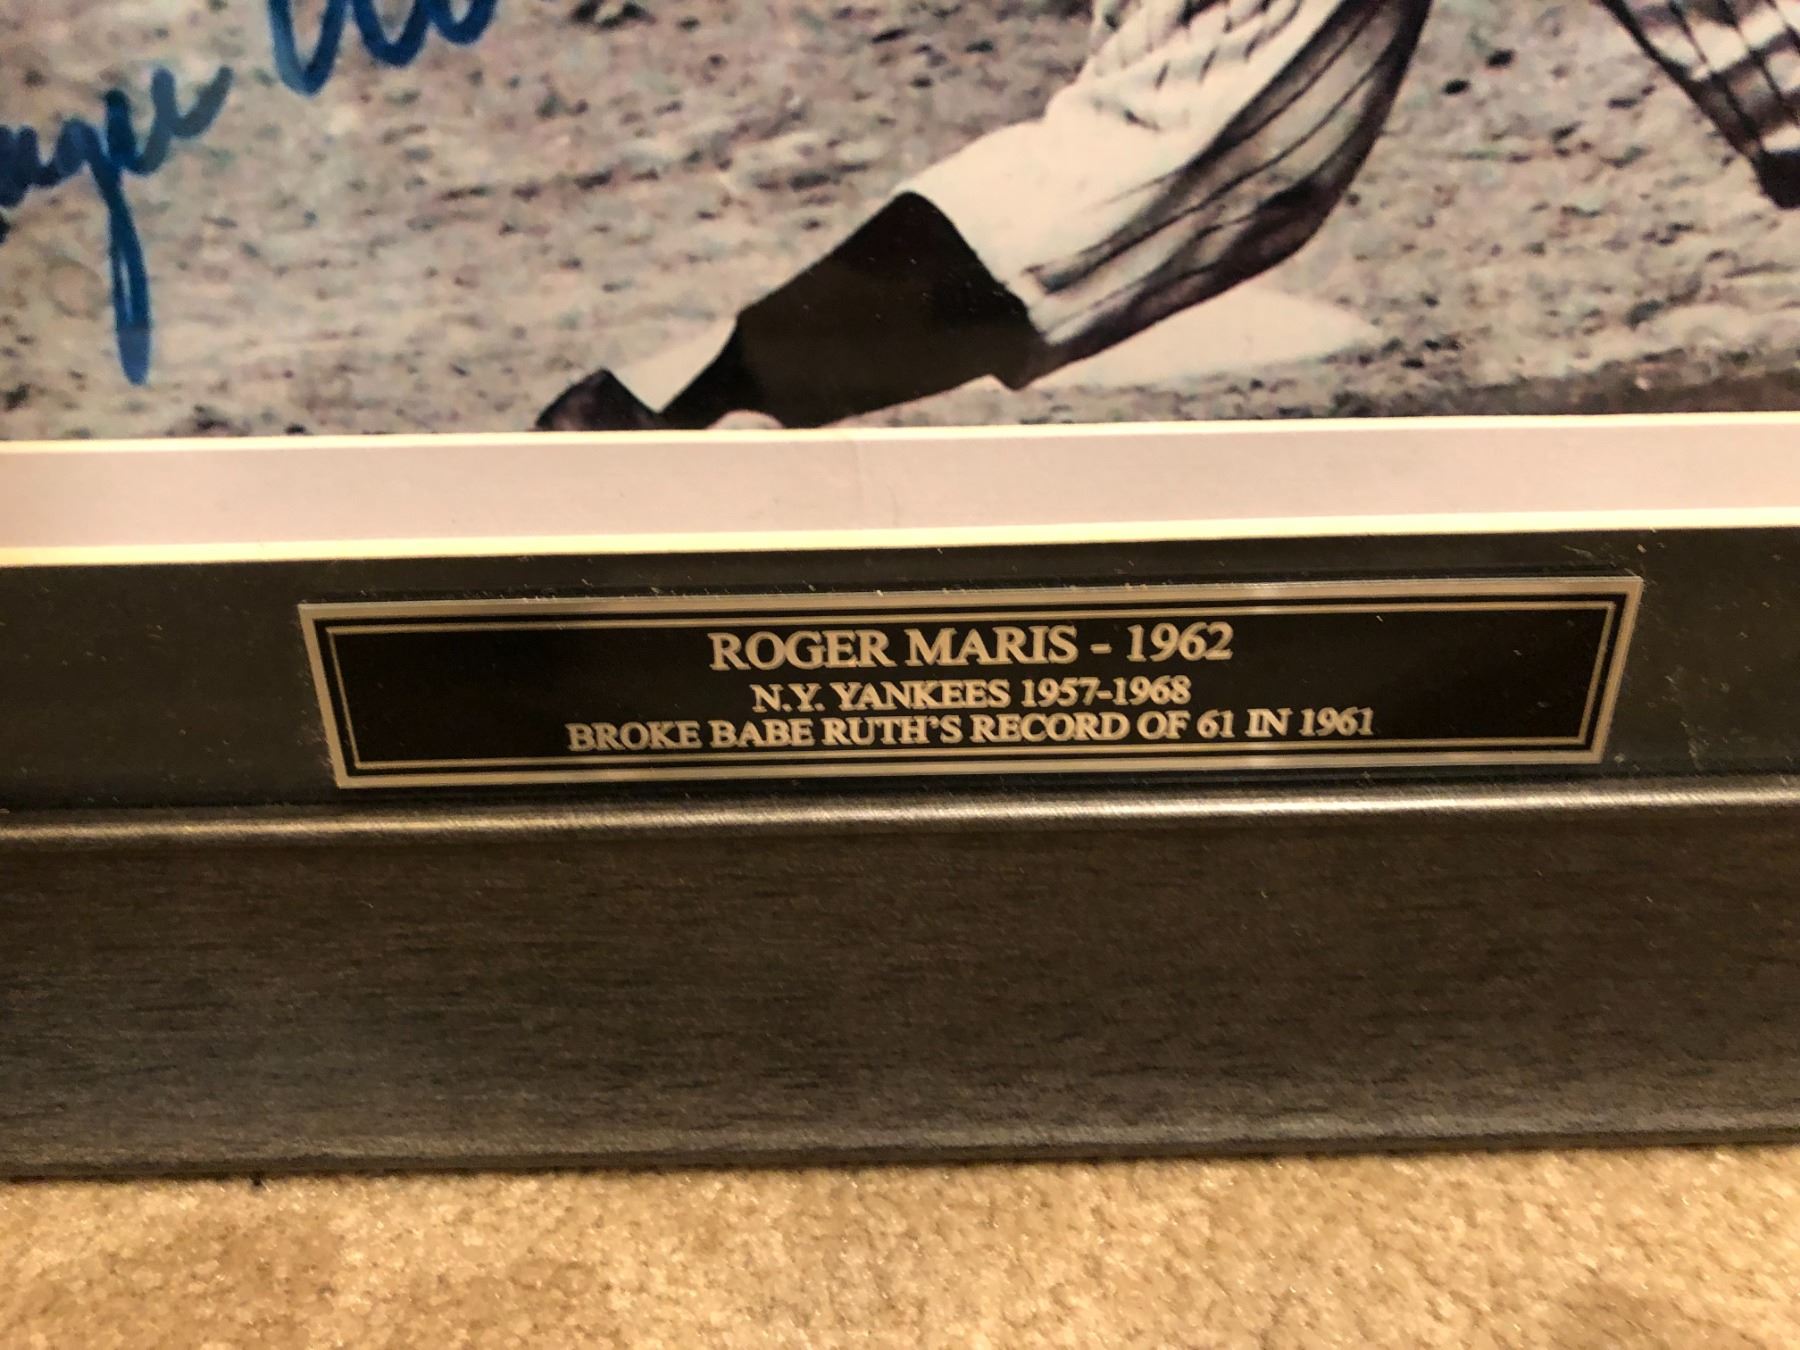 ROGER MARIS - 1962
N.Y. YANKEES 1957-1968
BROKE BABE RUTH'S RECORD OF 61 IN 1961